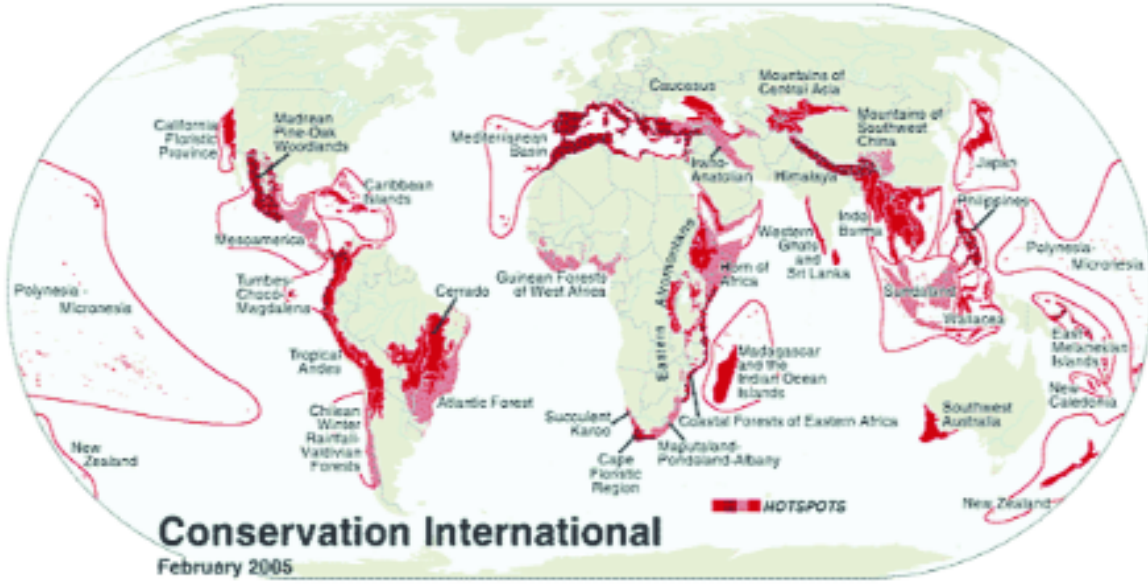 Caucasus
Mountains of
Central Asia
California
Floristic
Province
Madrean
Pine-Oak
Woodlands
Mediterranean
Basin
Mountains of
Southwest
China
Irano-
Anatolian
Himalaya
Japan
Caribbean
Islands
Philippines
Mesoamerica
Indo
Burma
Western
Ghats
and
Sri Lanka
Polynesia-
Micronesia
Guinean Forests
of West Africa
Horn of
Africa
Tumbes-
Choco-
Magdalena
Cerrado
Polynesia -
Micronesia
Sundaland
Wallacea
Eastern Afromontane
East
Melanesian
Islands
Tropical
Andes
Madagascar
and the
Indian Ocean
Islands
New
Caledonia
Atlantic Forest
Chilean
Winter
Rainfall-
Valdivian
Forests
Succulent
Karoo
Coastal Forests of Eastern Africa
Southwest
Australia
Maputaland-
Pondoland-Albany
Cape
Floristic
Region
New
Zealand
New Zealand
HOTSPOTS
Conservation International
February 2005